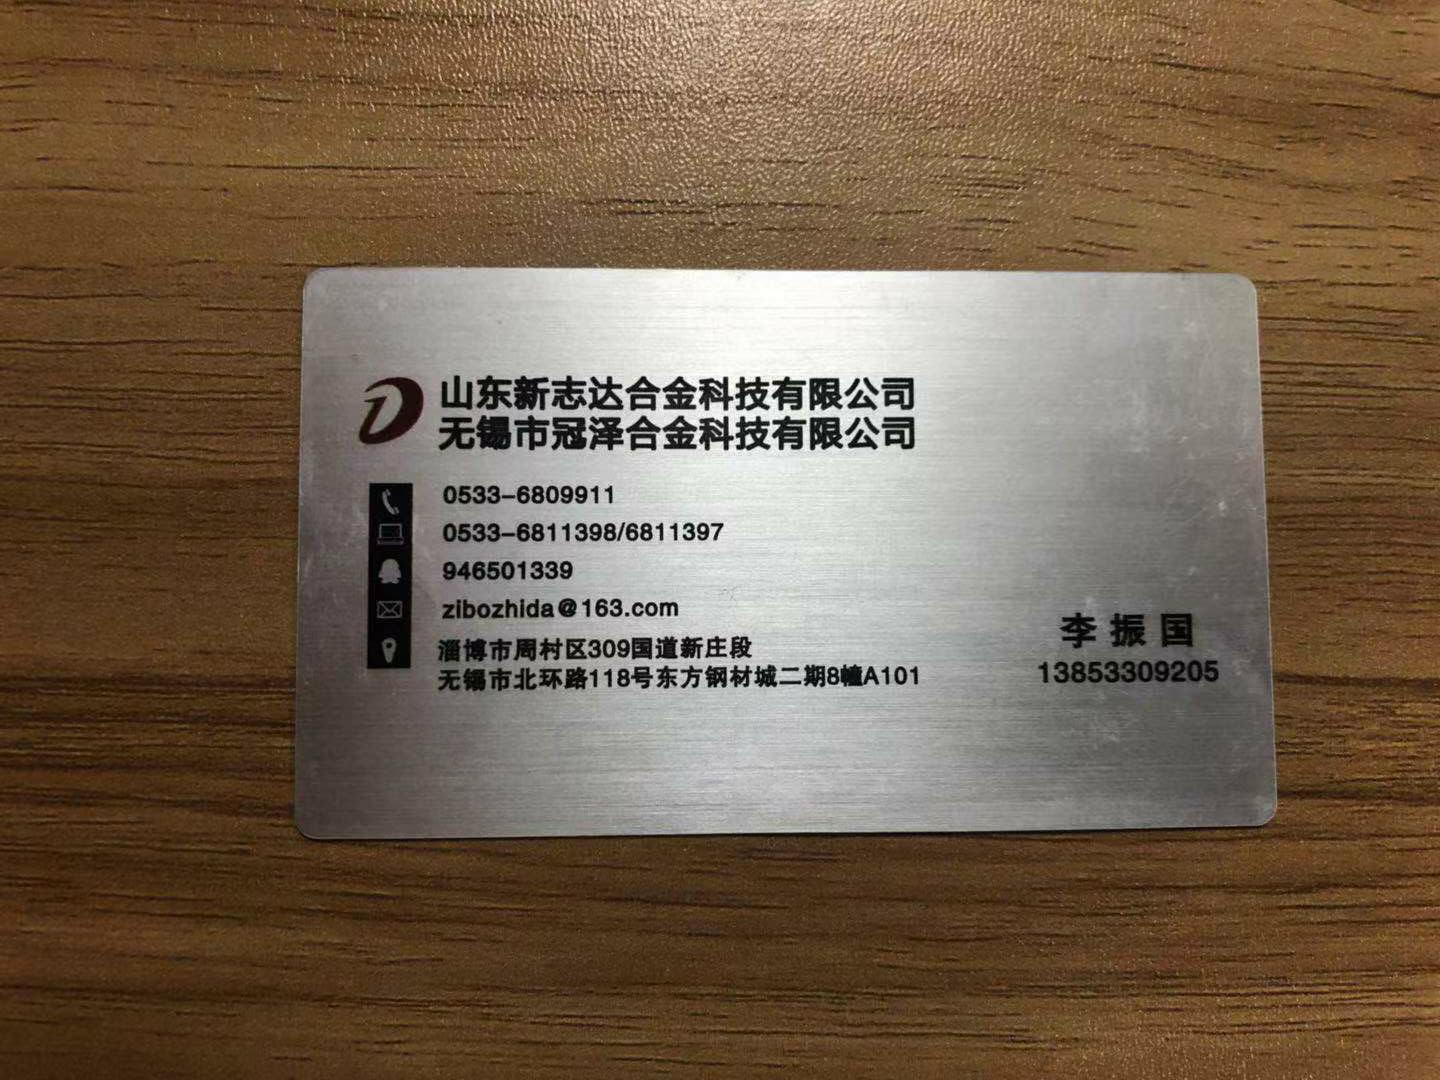 山东新志达合金科技有限公司
无锡市冠泽合金科技有限公司
0533-6809911
0533-6811398/6811397
946501339
zibozhida@163.com
淄博市周村区309国道新庄段
无锡市北环路118号东方钢材城二期8幢A101
李振国
13853309205